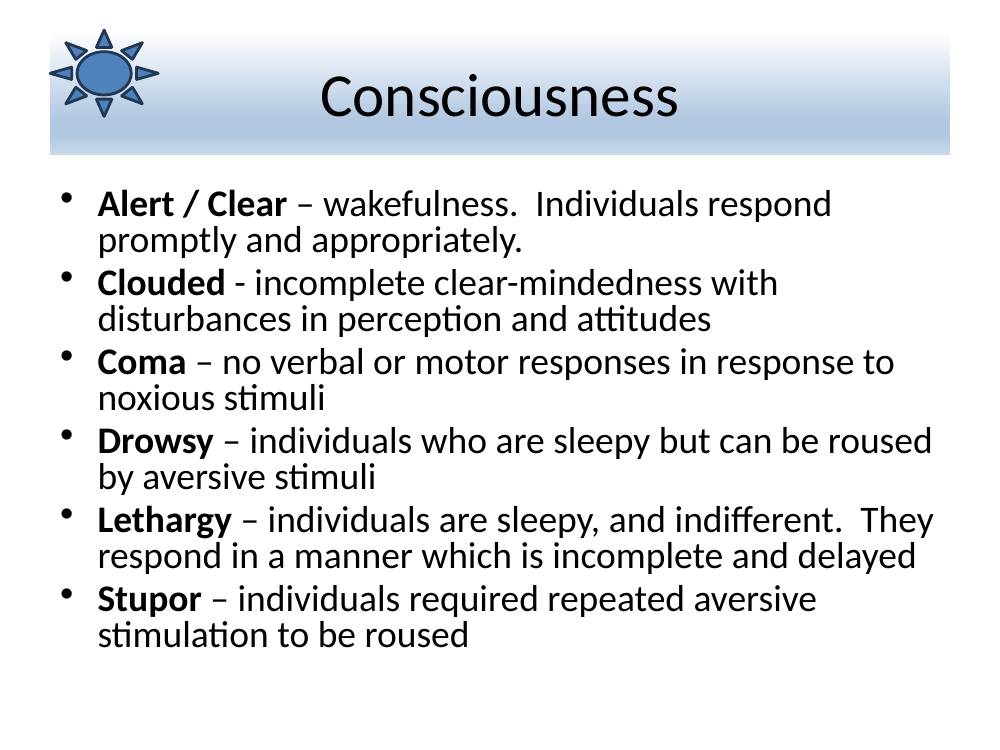 Consciousness
• Alert / Clear – wakefulness.  Individuals respond
promptly and appropriately.
• Clouded - incomplete clear-mindedness with
disturbances in perception and attitudes
• Coma – no verbal or motor responses in response to
noxious stimuli
• Drowsy – individuals who are sleepy but can be roused
by aversive stimuli
• Lethargy – individuals are sleepy, and indifferent.  They
respond in a manner which is incomplete and delayed
• Stupor – individuals required repeated aversive
stimulation to be roused